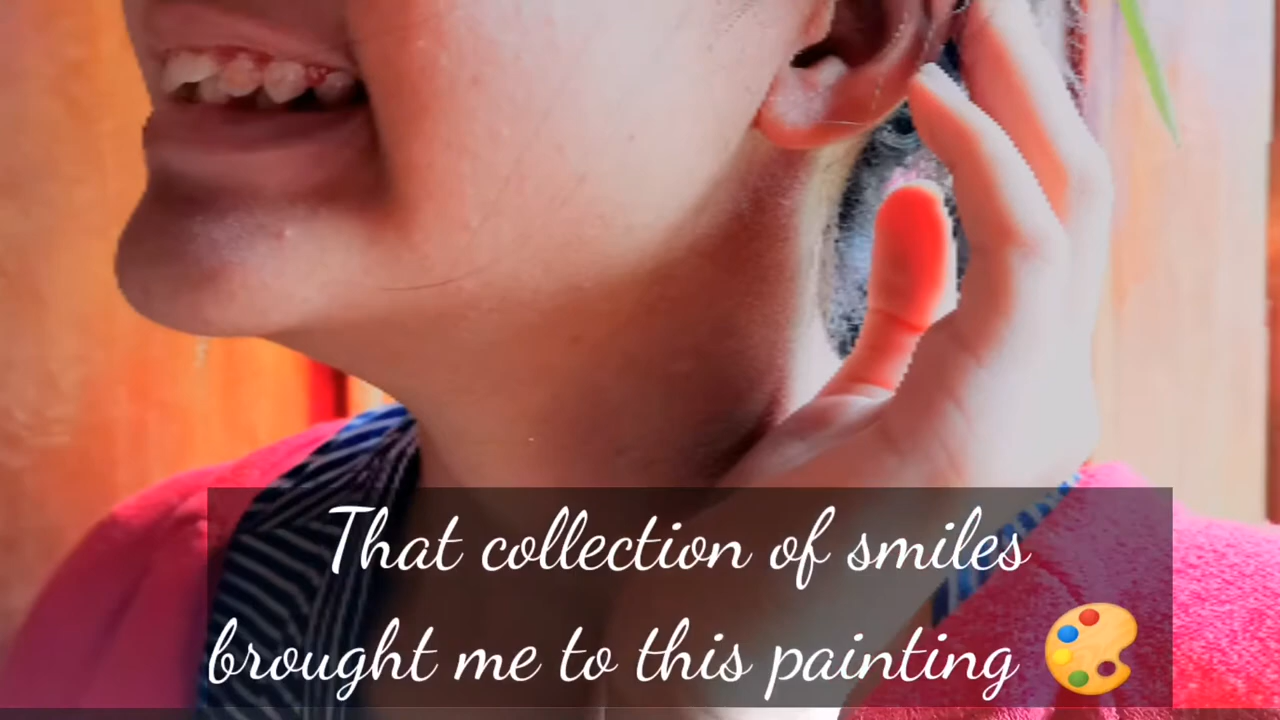 That collection of smiles
brought me to this painting 🎨